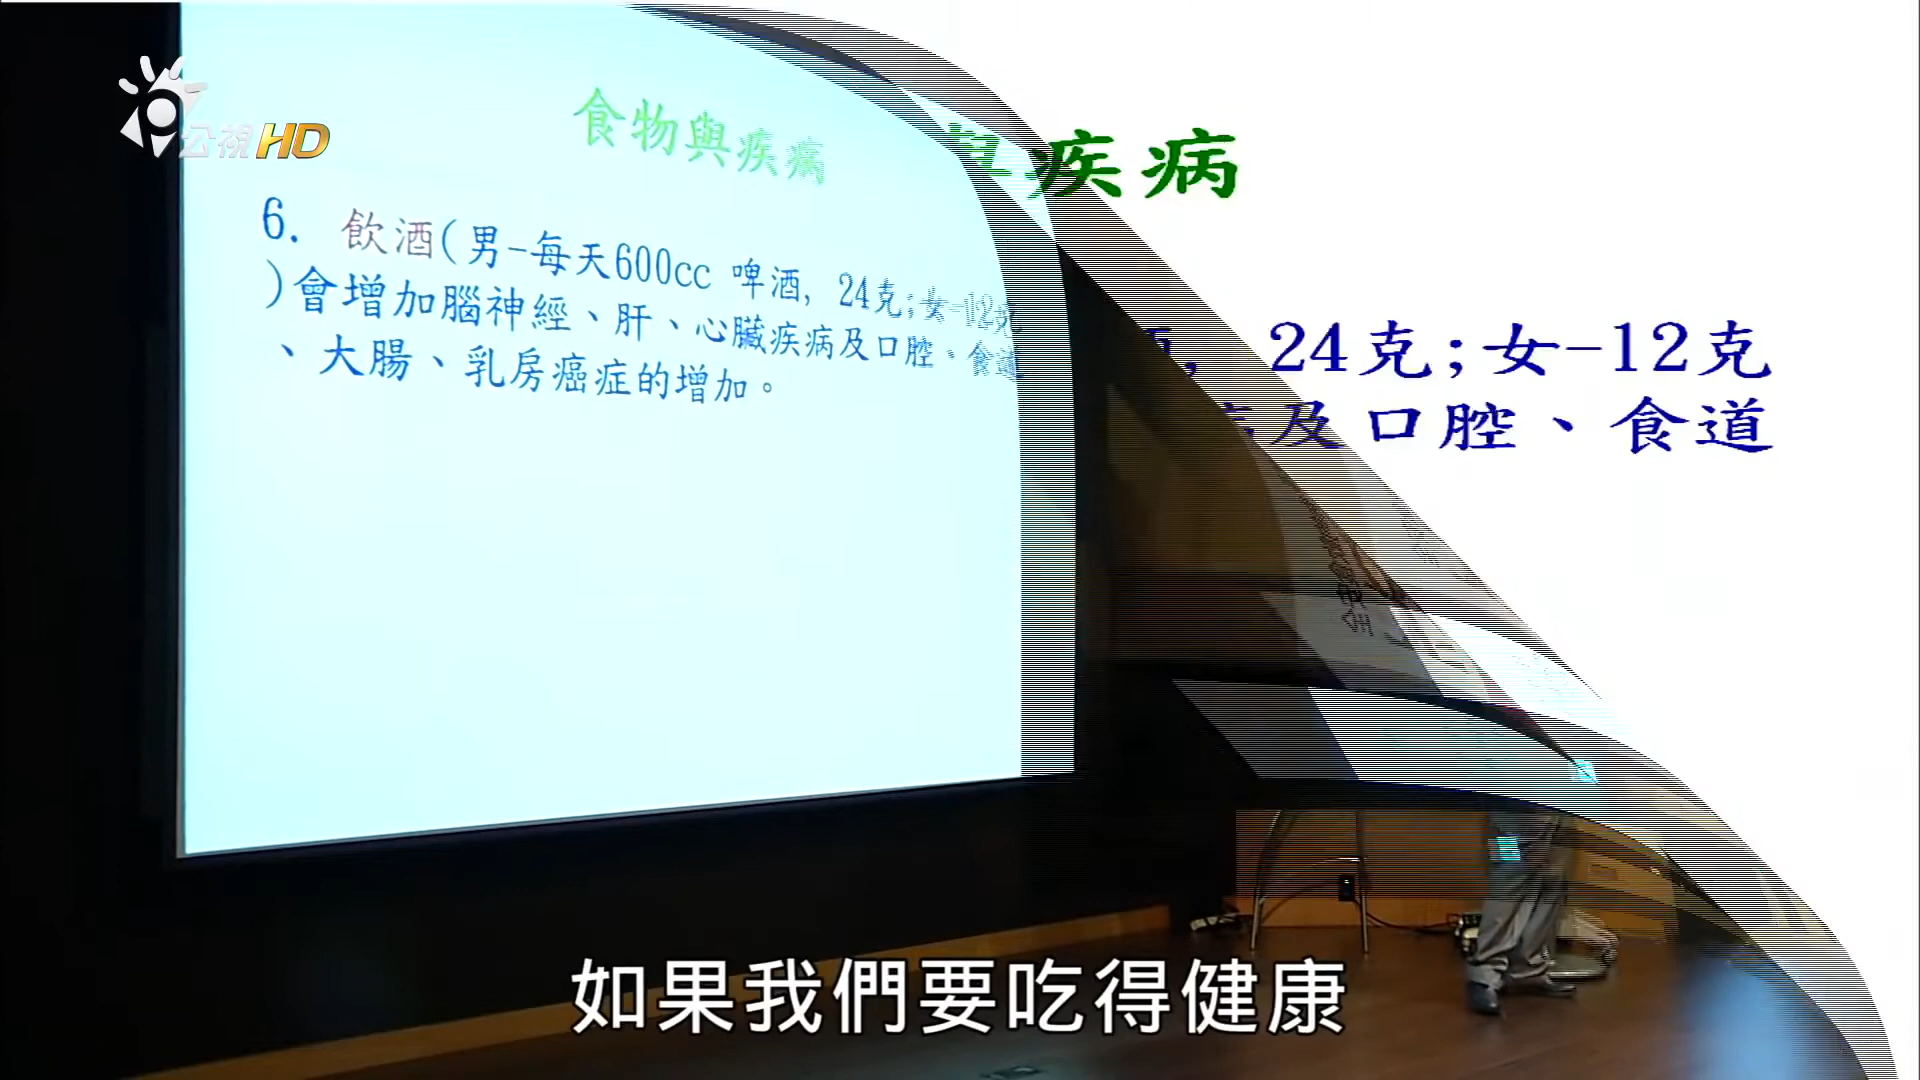 公視HD
食物與疾病
6. 飲酒(男-每天600cc 啤酒, 24克;女-12克
)會增加腦神經、肝、心臟疾病及口腔、食道
、大腸、乳房癌症的增加。
疾病
24克;女-12克
及口腔、食道
如果我們要吃得健康